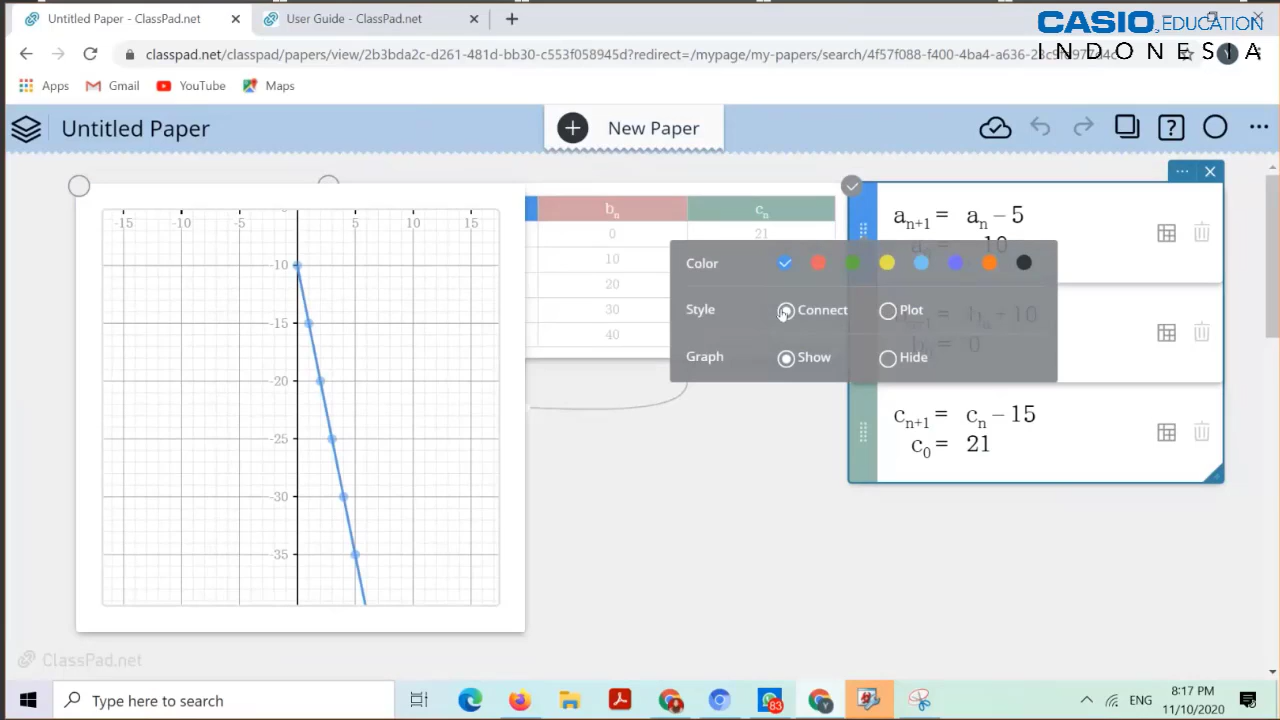 Untitled Paper - ClassPad.net
User Guide - ClassPad.net
CASIO EDUCATION
INDONESIA
classpad.net/classpad/papers/view/2b3bda2c-d261-481d-bb30-c553f058945d?redirect=/mypage/my-papers/search/4f57f088-f400-4ba4-a636-
Apps
Gmail
YouTube
Maps
Untitled Paper
New Paper
bₙ
cₙ
0
21
10
20
30
40
-15
-10
-5
5
10
15
-10
-15
-20
-25
-30
-35
aₙ₊₁ = aₙ – 5
Color
Style
Connect
Plot
Graph
Show
Hide
cₙ₊₁ = cₙ – 15
c₀ = 21
ClassPad.net
Type here to search
83
ENG
8:17 PM
11/10/2020